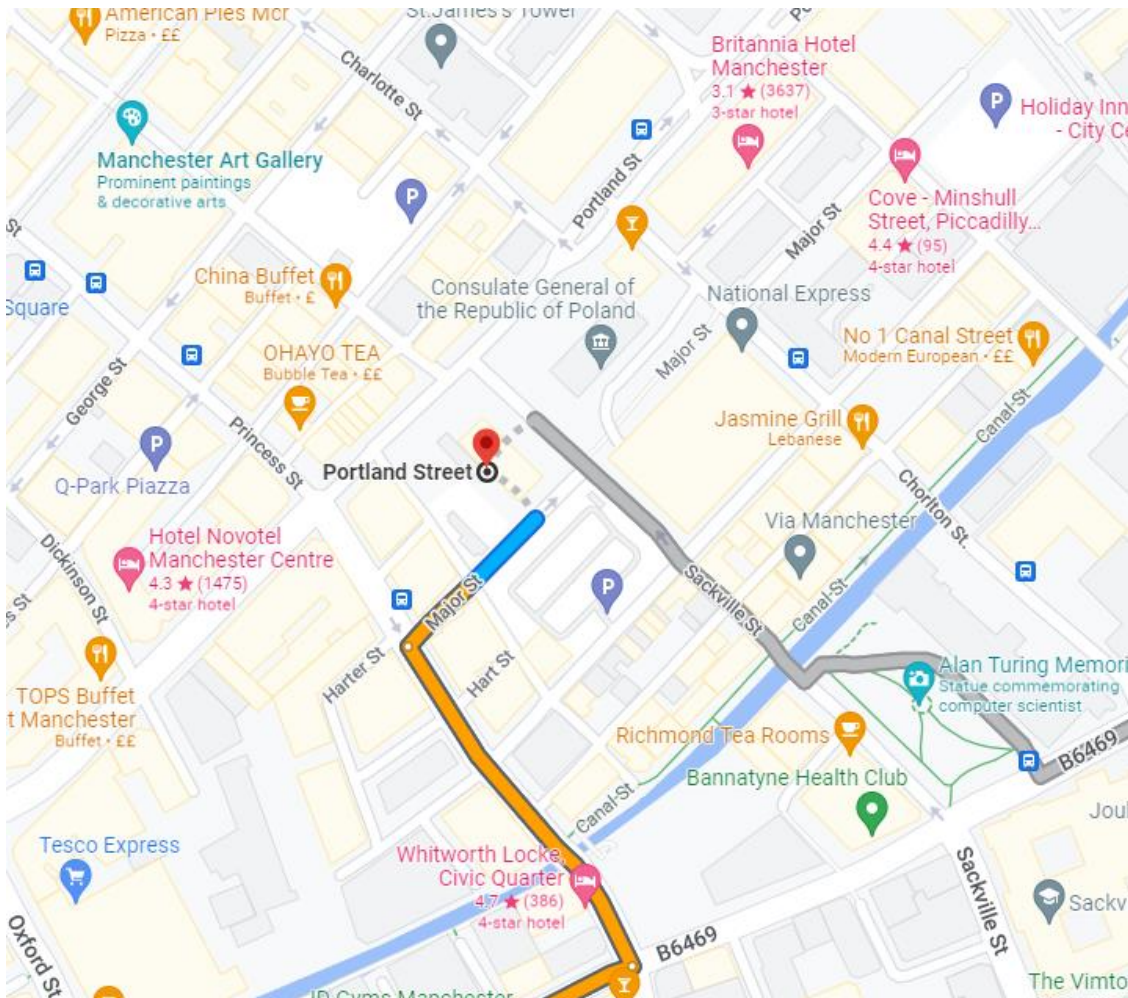 American Pies Mcr
Pizza • ££
St.James's Tower
Charlotte St
Britannia Hotel
Manchester
3.1 ★ (3637)
3-star hotel
P
Holiday Inn
- City Ce
Manchester Art Gallery
Prominent paintings
& decorative arts
P
Portland St
Cove - Minshull
Street, Piccadilly...
4.4 ★ (95)
4-star hotel
Major St
St
Square
China Buffet
Buffet • £
Consulate General of
the Republic of Poland
National Express
Major St
No 1 Canal Street
Modern European • ££
OHAYO TEA
Bubble Tea • ££
George St
Princess St
Canal-St
Jasmine Grill
Lebanese
P
Q-Park Piazza
Portland Street
Chorlton St.
Via Manchester
Hotel Novotel
Manchester Centre
4.3 ★ (1475)
4-star hotel
Dickinson St
Major St
P
Sackville St
Canal-St
Harter St
Hart St
TOPS Buffet
t Manchester
Buffet • ££
Alan Turing Memori
Statue commemorating
computer scientist
Richmond Tea Rooms
B6469
Bannatyne Health Club
Canal-St
Joul
Tesco Express
Whitworth Locke,
Civic Quarter
4.7 ★ (386)
4-star hotel
Sackville St
Sackv
Oxford St
B6469
The Vimto
JD Gyms Manchester